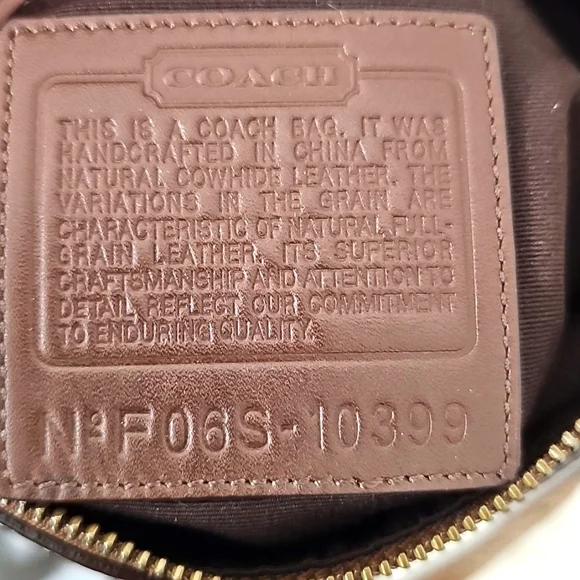 COACH
THIS IS A COACH BAG. IT WAS
HANDCRAFTED IN CHINA FROM
NATURAL COWHIDE LEATHER. THE
VARIATIONS IN THE GRAIN ARE
CHARACTERISTIC OF NATURAL FULL-
GRAIN LEATHER. ITS SUPERIOR
CRAFTSMANSHIP AND ATTENTION TO
DETAIL REFLECT OUR COMMITMENT
TO ENDURING QUALITY.
Nº F06S-10399